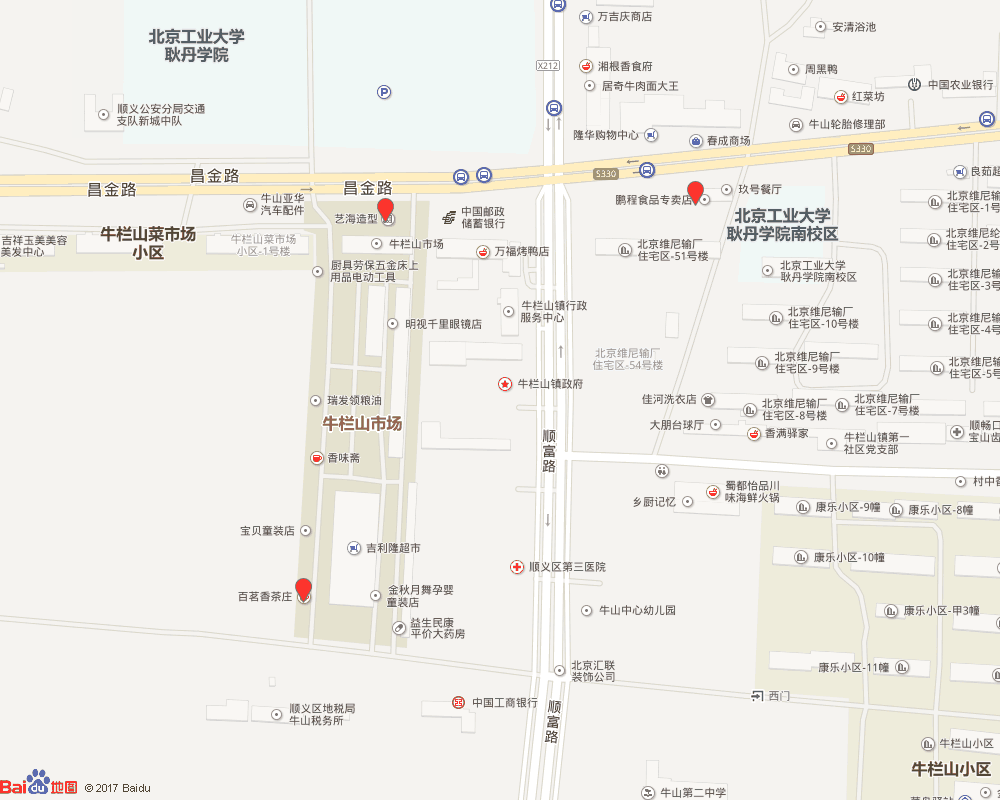 万吉庆商店
安清浴池
北京工业大学
耿丹学院
X212
湘根香食府
周黑鸭
居奇牛肉面大王
中国农业银行
红菜坊
P
顺义公安分局交通
支队新城中队
隆华购物中心
春成商场
牛山轮胎修理部
S330
S330
昌金路
昌金路
昌金路
良茹超
玖号餐厅
鹏程食品专卖店
牛山亚华
汽车配件
艺海造型
中国邮政
储蓄银行
北京工业大学
耿丹学院南校区
北京维尼输
住宅区-1号
吉祥玉美美容
美发中心
牛栏山菜市场
小区
牛栏山菜市场
小区-1号楼
牛栏山市场
万福烤鸭店
北京维尼输厂
住宅区-51号楼
北京维尼纶
住宅区-2号
厨具劳保五金床上
用品电动工具
北京工业大学
耿丹学院南校区
北京维尼输
住宅区-3号
明视千里眼镜店
牛栏山镇行政
服务中心
北京维尼输厂
住宅区-10号楼
北京维尼输
住宅区-4号
北京维尼输厂
住宅区-54号楼
北京维尼输厂
住宅区-9号楼
北京维尼输
住宅区-5号
牛栏山镇政府
瑞发领粮油
佳河洗衣店
北京维尼输厂
住宅区-8号楼
北京维尼输厂
住宅区-7号楼
牛栏山市场
大朋台球厅
香满驿家
牛栏山镇第一
社区党支部
顺畅口
宝山齿
顺富路
香味斋
村中香
乡厨记忆
蜀都怡品川
味海鲜火锅
康乐小区-9幢
康乐小区-8幢
宝贝童装店
吉利隆超市
康乐小区-10幢
顺义区第三医院
百茗香茶庄
金秋月舞孕婴
童装店
牛山中心幼儿园
康乐小区-甲3幢
益生民康
平价大药房
北京汇联
装饰公司
康乐小区-11幢
西门
中国工商银行
顺义区地税局
牛山税务所
顺富路
牛栏山小区
牛栏山小区
牛山第二中学
Bai du 地图
© 2017 Baidu